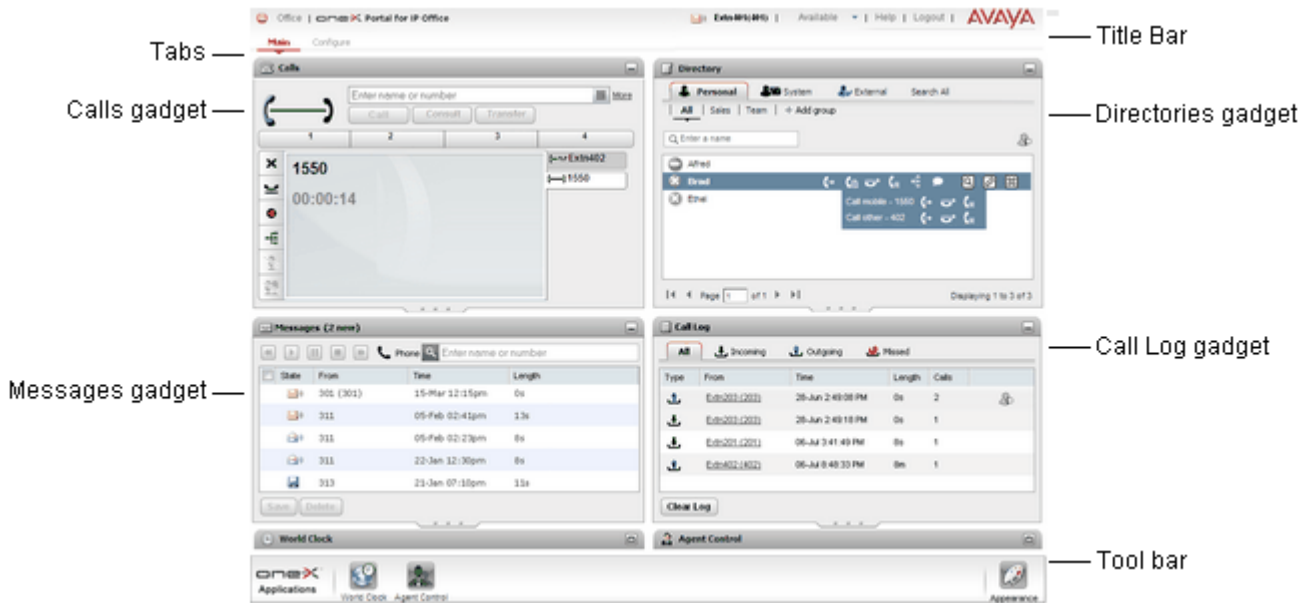 Office | one-X Portal for IP Office
Extn401(401) | Available | Help | Logout | AVAYA
Title Bar
Main Configure
Tabs
Calls
Calls gadget
Enter name or number More
Call Consult Transfer
1 2 3 4
1550
00:00:14
Extn402
1550
Directory
Personal System External Search All
Directories gadget
All | Sales | Team | + Add group
Enter a name
Alfred
Brad
Call mobile - 1550
Call other - 402
Ethel
Page 1 of 1 Displaying 1 to 3 of 3
Messages (2 new)
Phone Enter name or number
Messages gadget
State From Time Length
301 (301) 15-Mar 12:15pm 0s
311 05-Feb 02:41pm 13s
311 05-Feb 02:23pm 8s
311 22-Jan 12:30pm 8s
313 21-Jan 07:10pm 11s
Save Delete
Call Log
All Incoming Outgoing Missed
Call Log gadget
Type From Time Length Calls
Extn203 (203) 28-Jun 2:49:08 PM 0s 2
Extn203 (203) 28-Jun 2:49:18 PM 0s 1
Extn201 (201) 06-Jul 3:41:49 PM 8s 1
Extn402 (402) 06-Jul 8:48:33 PM 8m 1
Clear Log
World Clock
Agent Control
Tool bar
one-X
Applications
World Clock Agent Control
Appearance